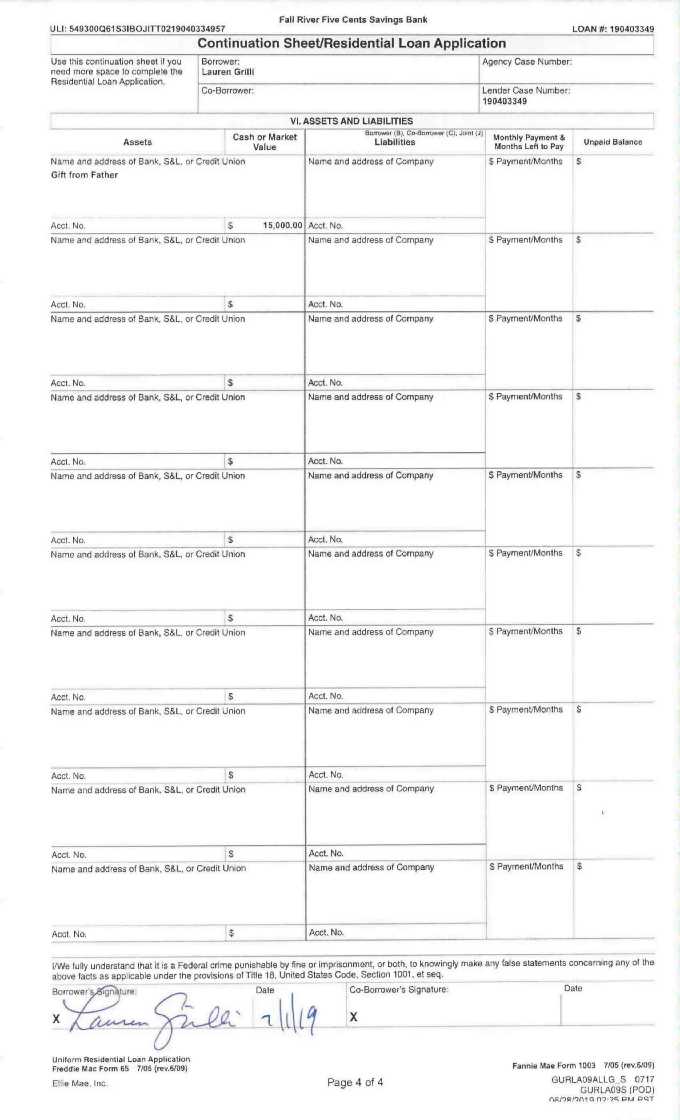 Fall River Five Cents Savings Bank
ULI: 549300Q61S3IBOJITT0219040334957
LOAN #: 190403349
Continuation Sheet/Residential Loan Application
Use this continuation sheet if you
need more space to complete the
Residential Loan Application.
Borrower:
Lauren Grilli
Agency Case Number:
Co-Borrower:
Lender Case Number:
190403349
VI. ASSETS AND LIABILITIES
Assets
Cash or Market
Value
Borrower (B), Co-Borrower (C), Joint (J)
Liabilities
Monthly Payment &
Months Left to Pay
Unpaid Balance
Name and address of Bank, S&L, or Credit Union
Name and address of Company
$ Payment/Months
$
Gift from Father
Acct. No.
$ 15,000.00
Acct. No.
Name and address of Bank, S&L, or Credit Union
Name and address of Company
$ Payment/Months
$
Acct. No.
$
Acct. No.
Name and address of Bank, S&L, or Credit Union
Name and address of Company
$ Payment/Months
$
Acct. No.
$
Acct. No.
Name and address of Bank, S&L, or Credit Union
Name and address of Company
$ Payment/Months
$
Acct. No.
$
Acct. No.
Name and address of Bank, S&L, or Credit Union
Name and address of Company
$ Payment/Months
$
Acct. No.
$
Acct. No.
Name and address of Bank, S&L, or Credit Union
Name and address of Company
$ Payment/Months
$
Acct. No.
$
Acct. No.
Name and address of Bank, S&L, or Credit Union
Name and address of Company
$ Payment/Months
$
Acct. No.
$
Acct. No.
Name and address of Bank, S&L, or Credit Union
Name and address of Company
$ Payment/Months
$
Acct. No.
$
Acct. No.
Name and address of Bank, S&L, or Credit Union
Name and address of Company
$ Payment/Months
$
Acct. No.
$
Acct. No.
Name and address of Bank, S&L, or Credit Union
Name and address of Company
$ Payment/Months
$
Acct. No.
$
Acct. No.
I/We fully understand that it is a Federal crime punishable by fine or imprisonment, or both, to knowingly make any false statements concerning any of the
above facts as applicable under the provisions of Title 18, United States Code, Section 1001, et seq.
Borrower's Signature:
Date
Co-Borrower's Signature:
Date
X Lauren Grilli 7/1/19
X
Uniform Residential Loan Application
Freddie Mac Form 65 7/05 (rev.6/09)
Fannie Mae Form 1003 7/05 (rev.6/09)
Ellie Mae, Inc.
Page 4 of 4
GURLA09ALLG_S 0717
GURLA09S (POD)
06/28/2019 02:35 PM PST